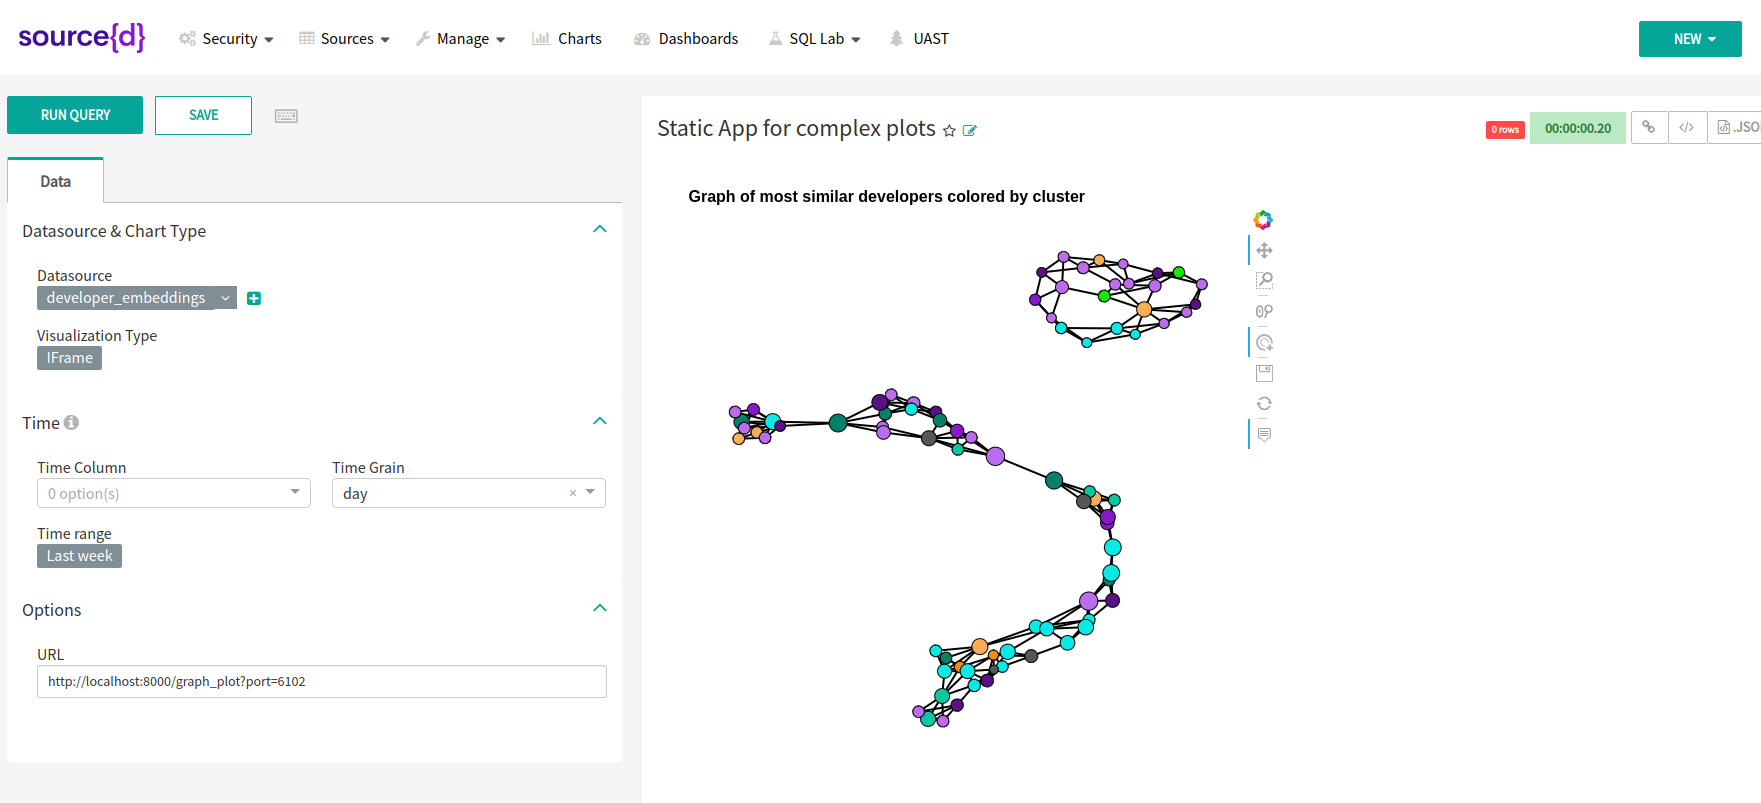 source{d}
Security
Sources
Manage
Charts
Dashboards
SQL Lab
UAST
NEW
RUN QUERY
SAVE
Data
Datasource & Chart Type
Datasource
developer_embeddings
Visualization Type
IFrame
Time
Time Column
Time Grain
0 option(s)
day ×
Time range
Last week
Options
URL
http://localhost:8000/graph_plot?port=6102
Static App for complex plots
0 rows
00:00:00.20
</>
.JSO
Graph of most similar developers colored by cluster